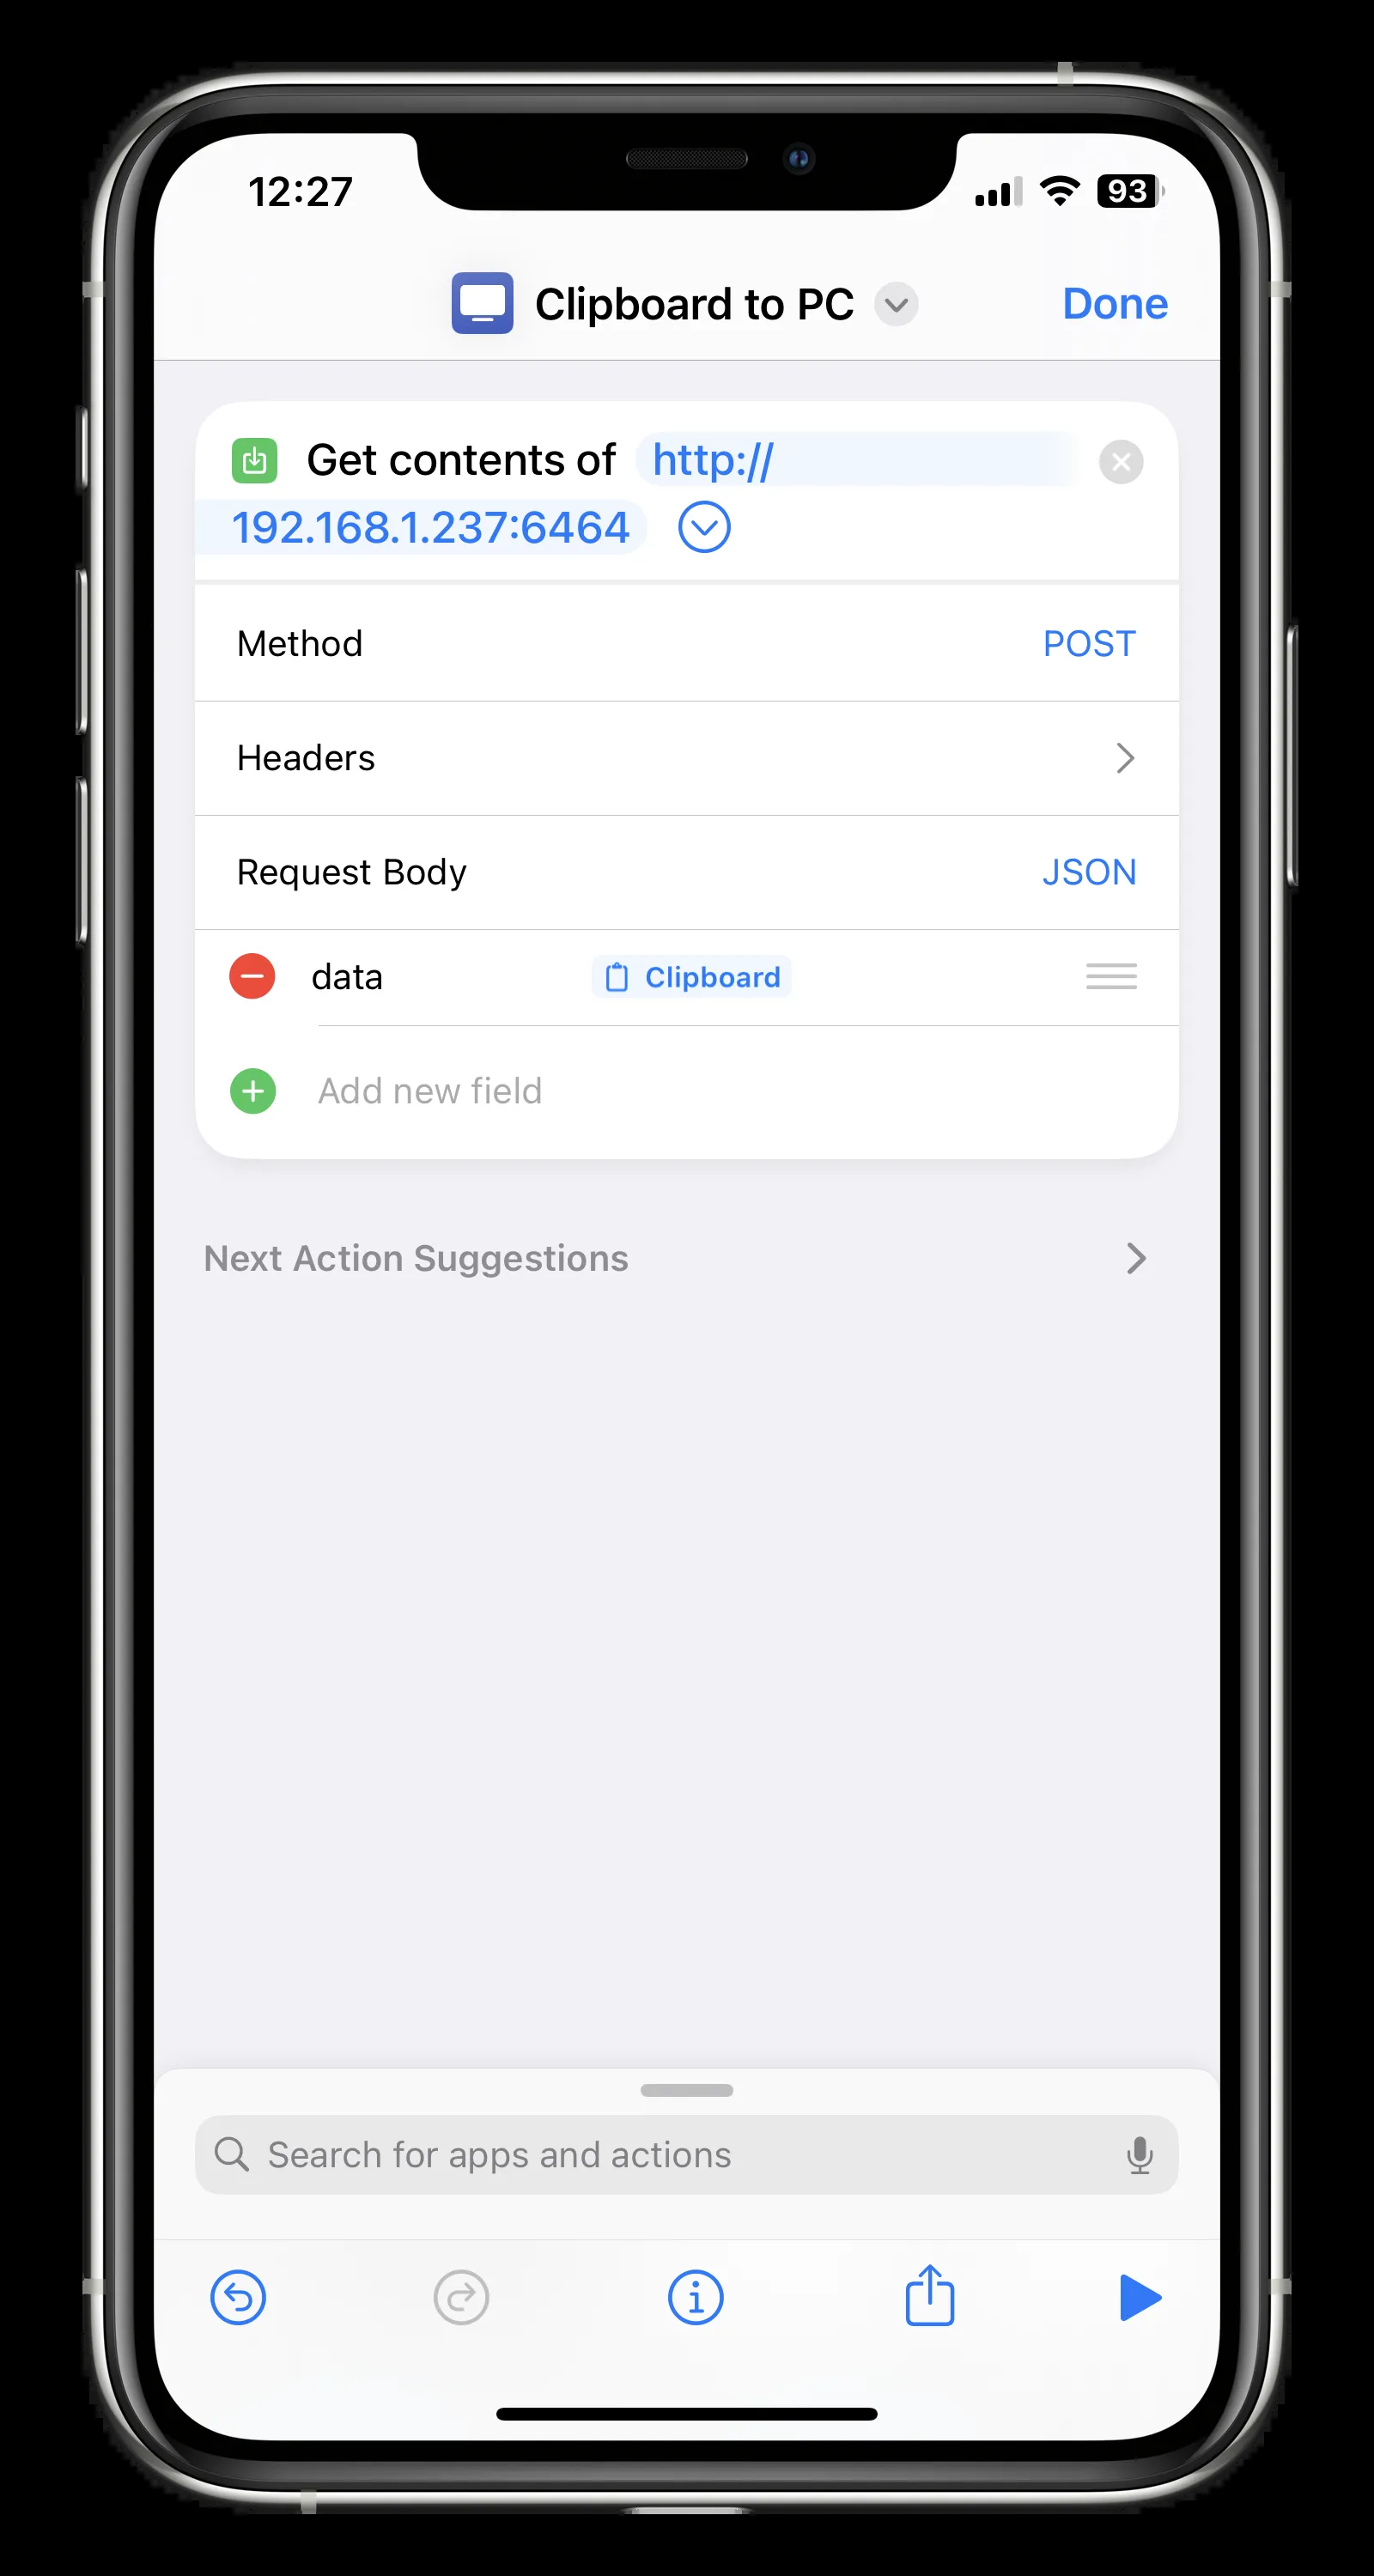 12:27
93
Clipboard to PC
Done
Get contents of http://
192.168.1.237:6464
Method POST
Headers
Request Body JSON
data Clipboard
Add new field
Next Action Suggestions
Search for apps and actions